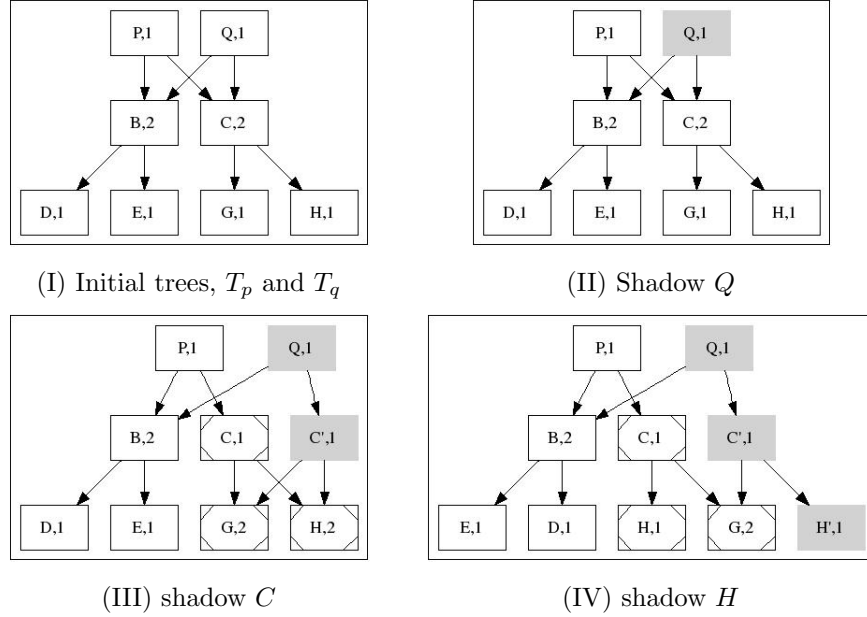 P,1 Q,1
B,2 C,2
D,1 E,1 G,1 H,1
(I) Initial trees, Tp and Tq
P,1 Q,1
B,2 C,2
D,1 E,1 G,1 H,1
(II) Shadow Q
P,1 Q,1
B,2 C,1 C',1
D,1 E,1 G,2 H,2
(III) shadow C
P,1 Q,1
B,2 C,1 C',1
E,1 D,1 H,1 G,2 H',1
(IV) shadow H